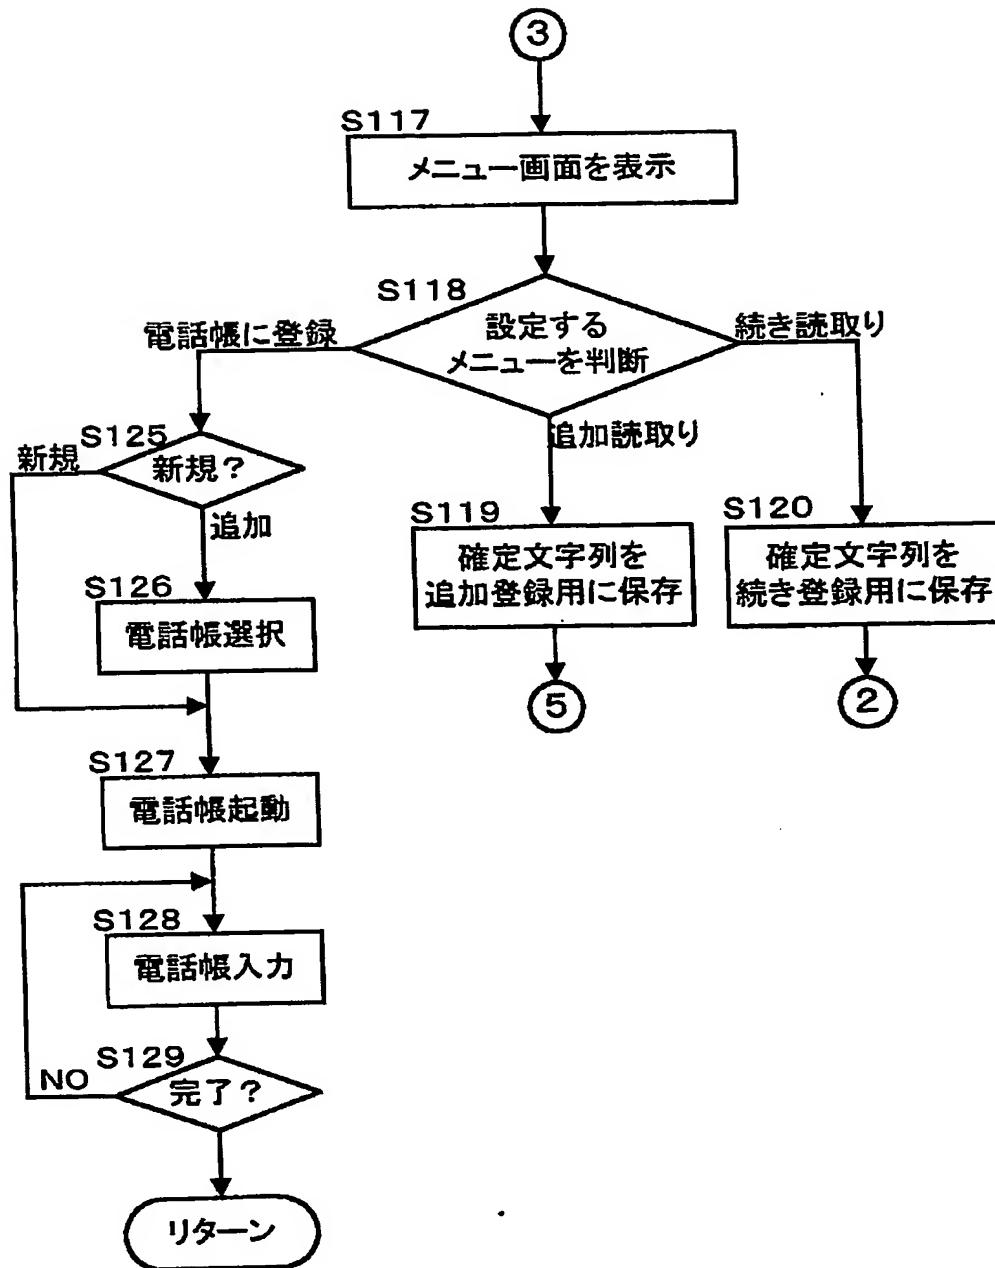 3
S117
メニュー画面を表示
S118
設定する
メニューを判断
電話帳に登録
続き読取り
追加読取り
S125
新規
新規?
追加
S119
確定文字列を
追加登録用に保存
S120
確定文字列を
続き登録用に保存
S126
電話帳選択
5
2
S127
電話帳起動
S128
電話帳入力
S129
NO
完了?
リターン